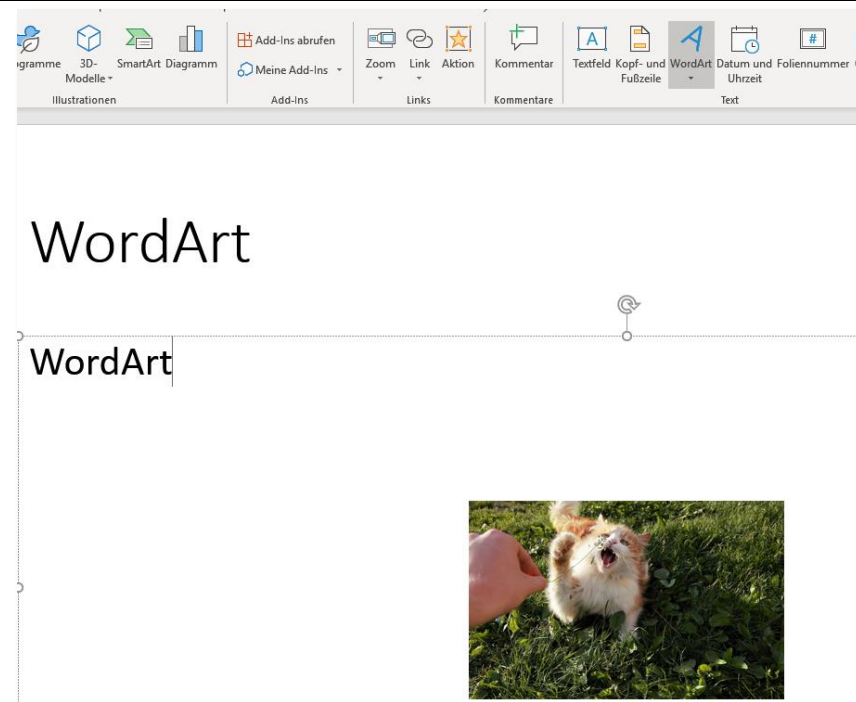 gramme 3D- SmartArt Diagramm
Modelle
Illustrationen
Add-Ins abrufen
Meine Add-Ins
Add-Ins
Zoom Link Aktion
Links
Kommentar
Kommentare
Textfeld Kopf- und WordArt Datum und Foliennummer
Fußzeile Uhrzeit
Text
WordArt
WordArt